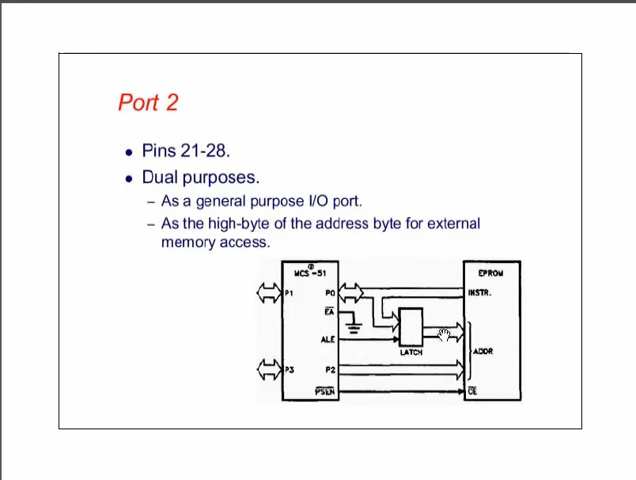 Port 2
• Pins 21-28.
• Dual purposes.
– As a general purpose I/O port.
– As the high-byte of the address byte for external
memory access.
MCS®-51
EPROM
P1
P0
INSTR.
EA
ALE
LATCH
ADDR
P3
P2
PSEN
CE